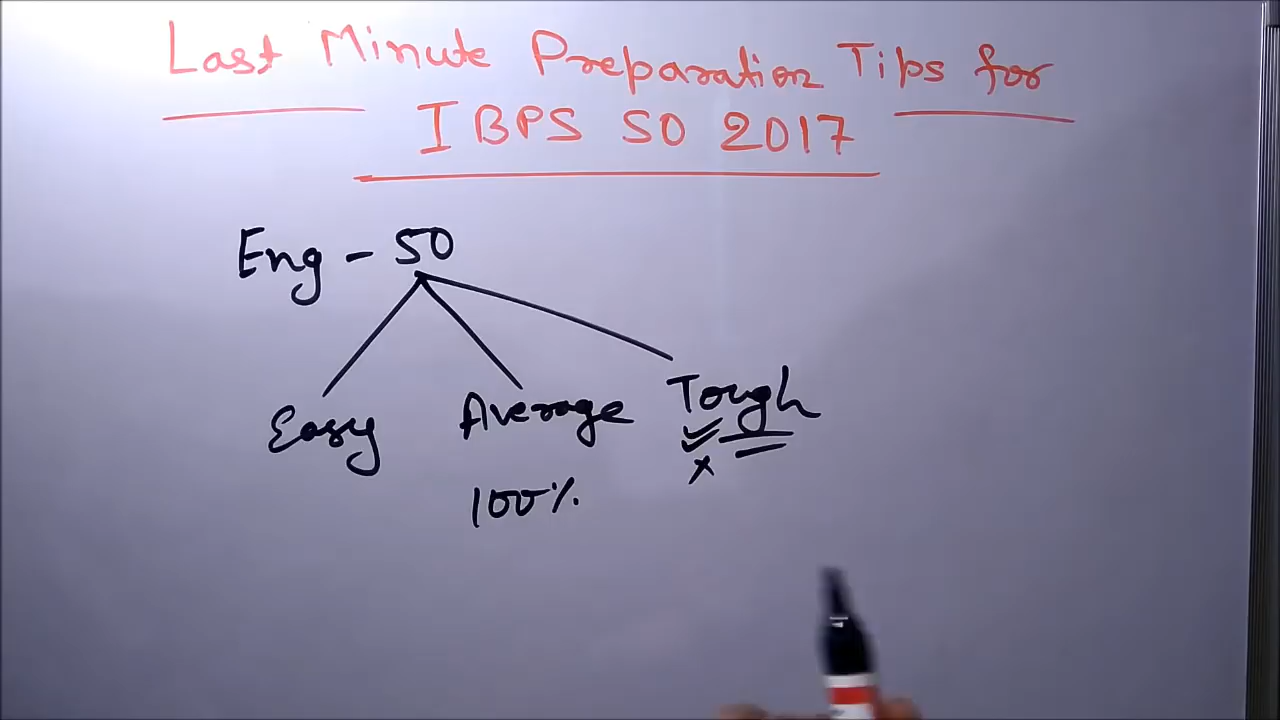 Last Minute Preparation Tips for
IBPS SO 2017
Eng - 50
Easy Average Tough
100%